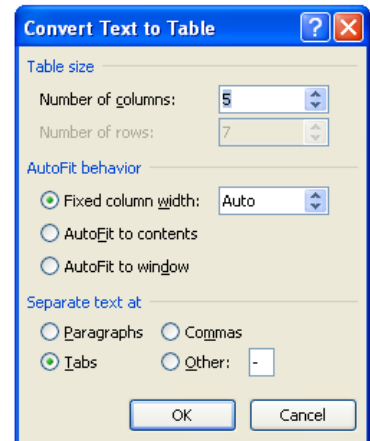 Convert Text to Table
Table size
Number of columns: 5
Number of rows: 7
AutoFit behavior
Fixed column width: Auto
AutoFit to contents
AutoFit to window
Separate text at
Paragraphs Commas
Tabs Other: -
OK Cancel